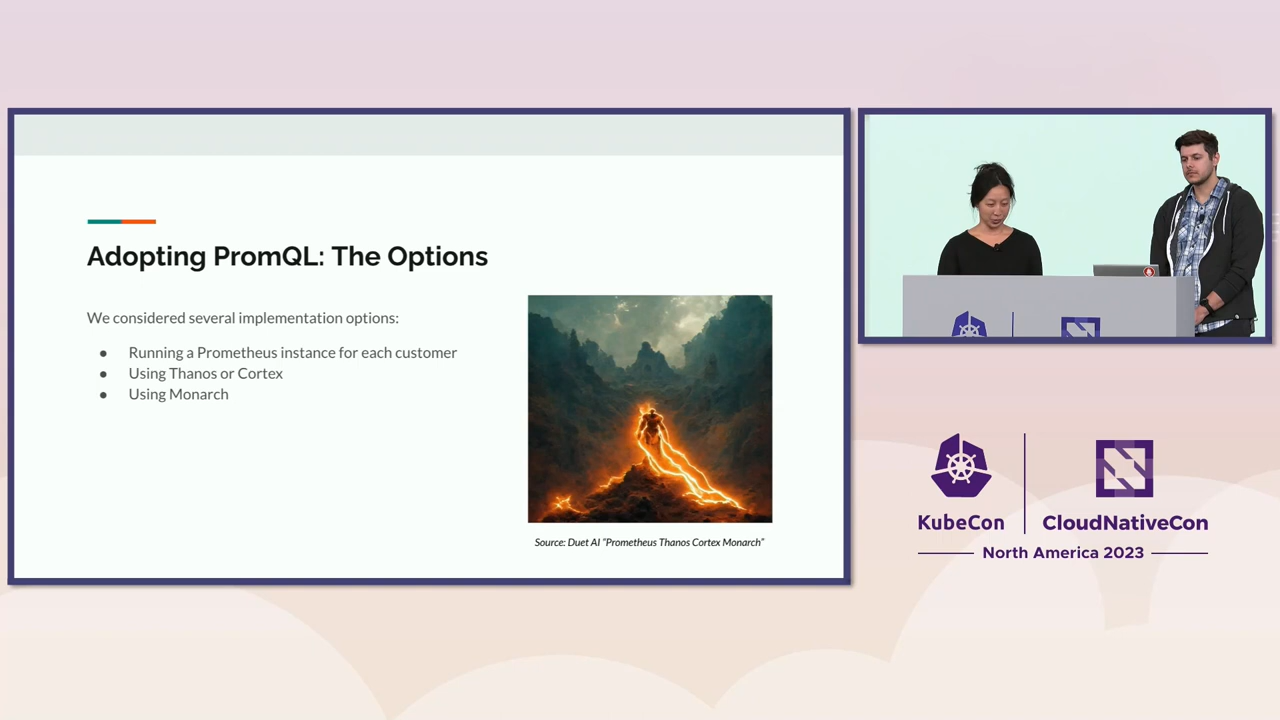 Adopting PromQL: The Options
We considered several implementation options:
● Running a Prometheus instance for each customer
● Using Thanos or Cortex
● Using Monarch
Source: Duet AI "Prometheus Thanos Cortex Monarch"
KubeCon
CloudNativeCon
North America 2023